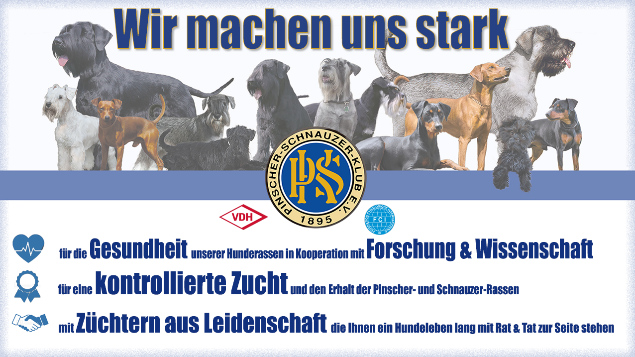 Wir machen uns stark
PINSCHER-SCHNAUZER-KLUB E.V.
PSK
1895
VDH
FCI
für die Gesundheit unserer Hunderassen in Kooperation mit Forschung & Wissenschaft
für eine kontrollierte Zucht und den Erhalt der Pinscher- und Schnauzer-Rassen
mit Züchtern aus Leidenschaft die Ihnen ein Hundeleben lang mit Rat & Tat zur Seite stehen